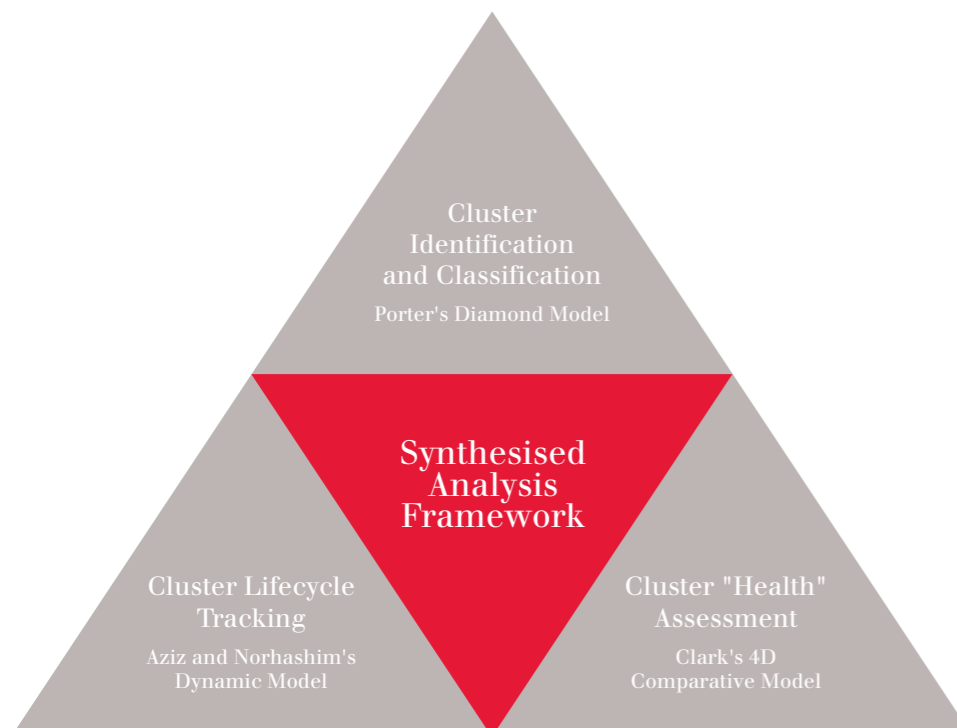 Cluster
Identification
and Classification
Porter's Diamond Model
Synthesised
Analysis
Framework
Cluster Lifecycle
Tracking
Aziz and Norhashim's
Dynamic Model
Cluster "Health"
Assessment
Clark's 4D
Comparative Model